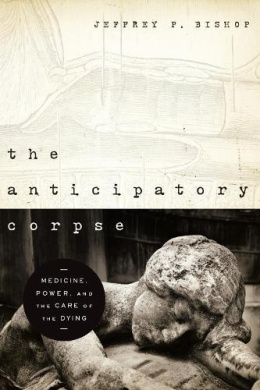 JEFFREY P. BISHOP
the
anticipatory
corpse
MEDICINE,
POWER, AND
THE CARE OF
THE DYING